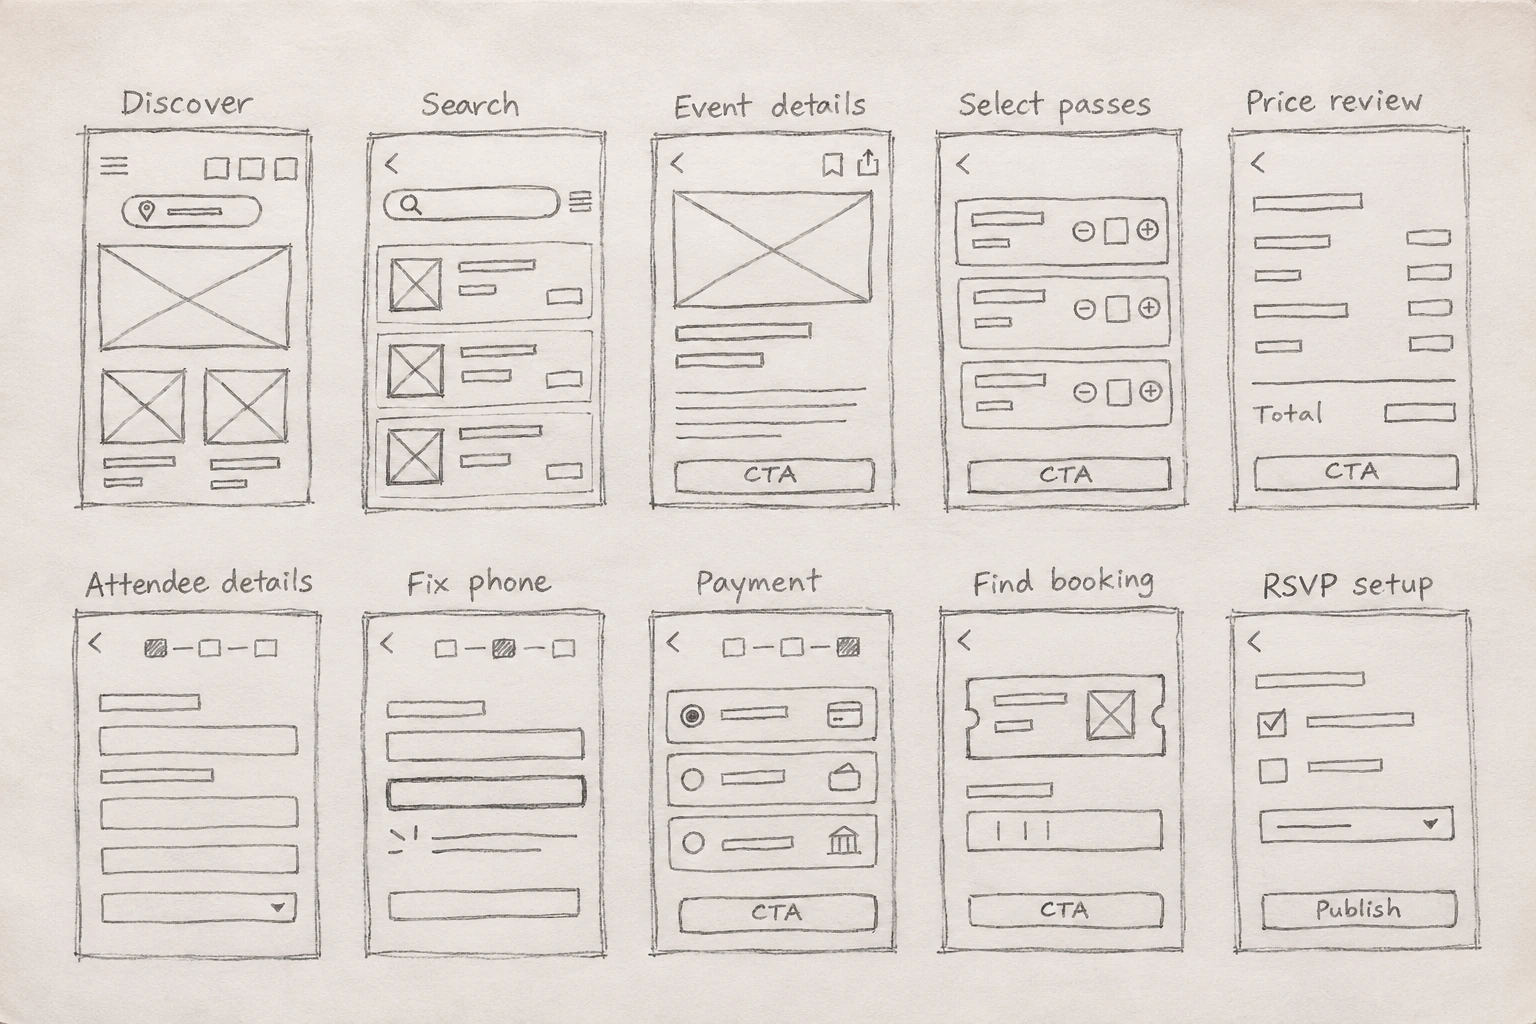 Discover
Search
Event details
Select passes
Price review
CTA
CTA
Total
CTA
Attendee details
Fix phone
Payment
Find booking
RSVP setup
CTA
CTA
Publish